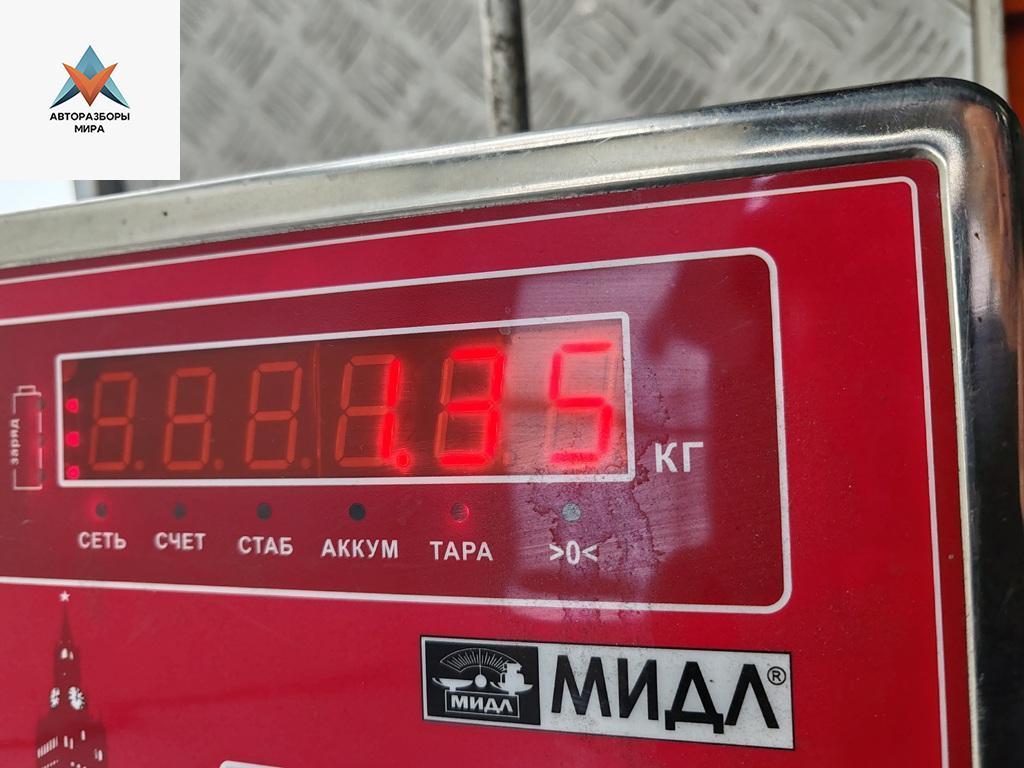 АВТОРАЗБОРЫ
МИРА
заряд
1.35
КГ
СЕТЬ СЧЕТ СТАБ АККУМ ТАРА >0<
МИДЛ
МИДЛ®